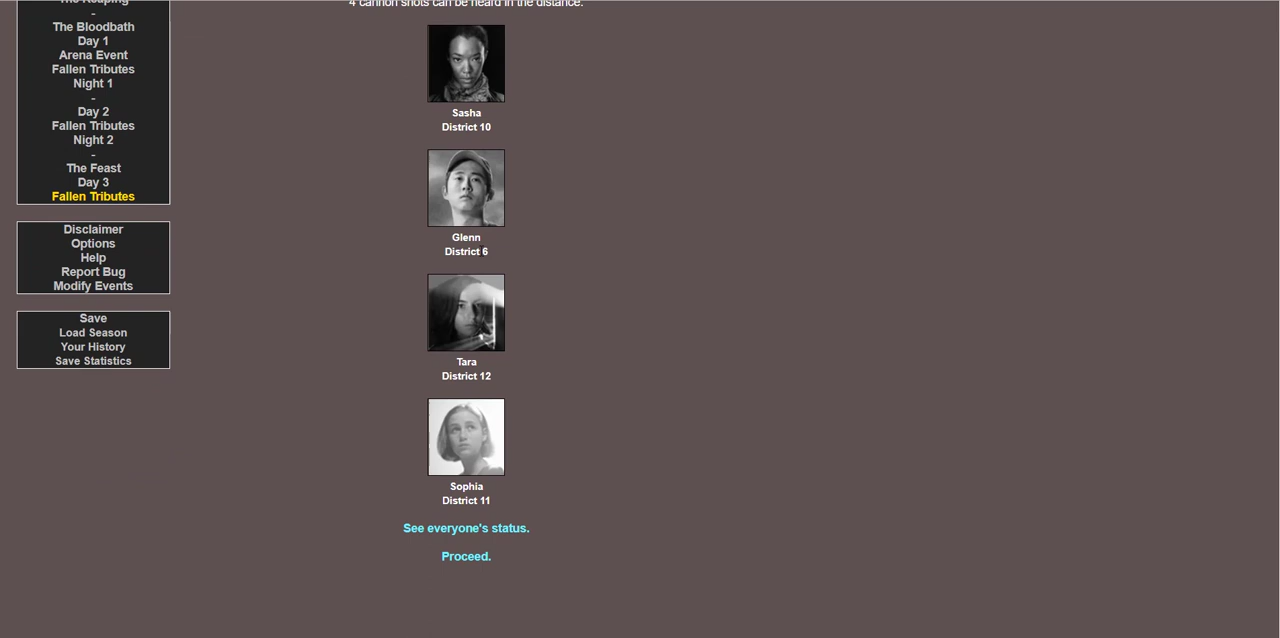 The Reaping
-
The Bloodbath
Day 1
Arena Event
Fallen Tributes
Night 1
-
Day 2
Fallen Tributes
Night 2
-
The Feast
Day 3
Fallen Tributes
Disclaimer
Options
Help
Report Bug
Modify Events
Save
Load Season
Your History
Save Statistics
4 cannon shots can be heard in the distance.
Sasha
District 10
Glenn
District 6
Tara
District 12
Sophia
District 11
See everyone's status.
Proceed.